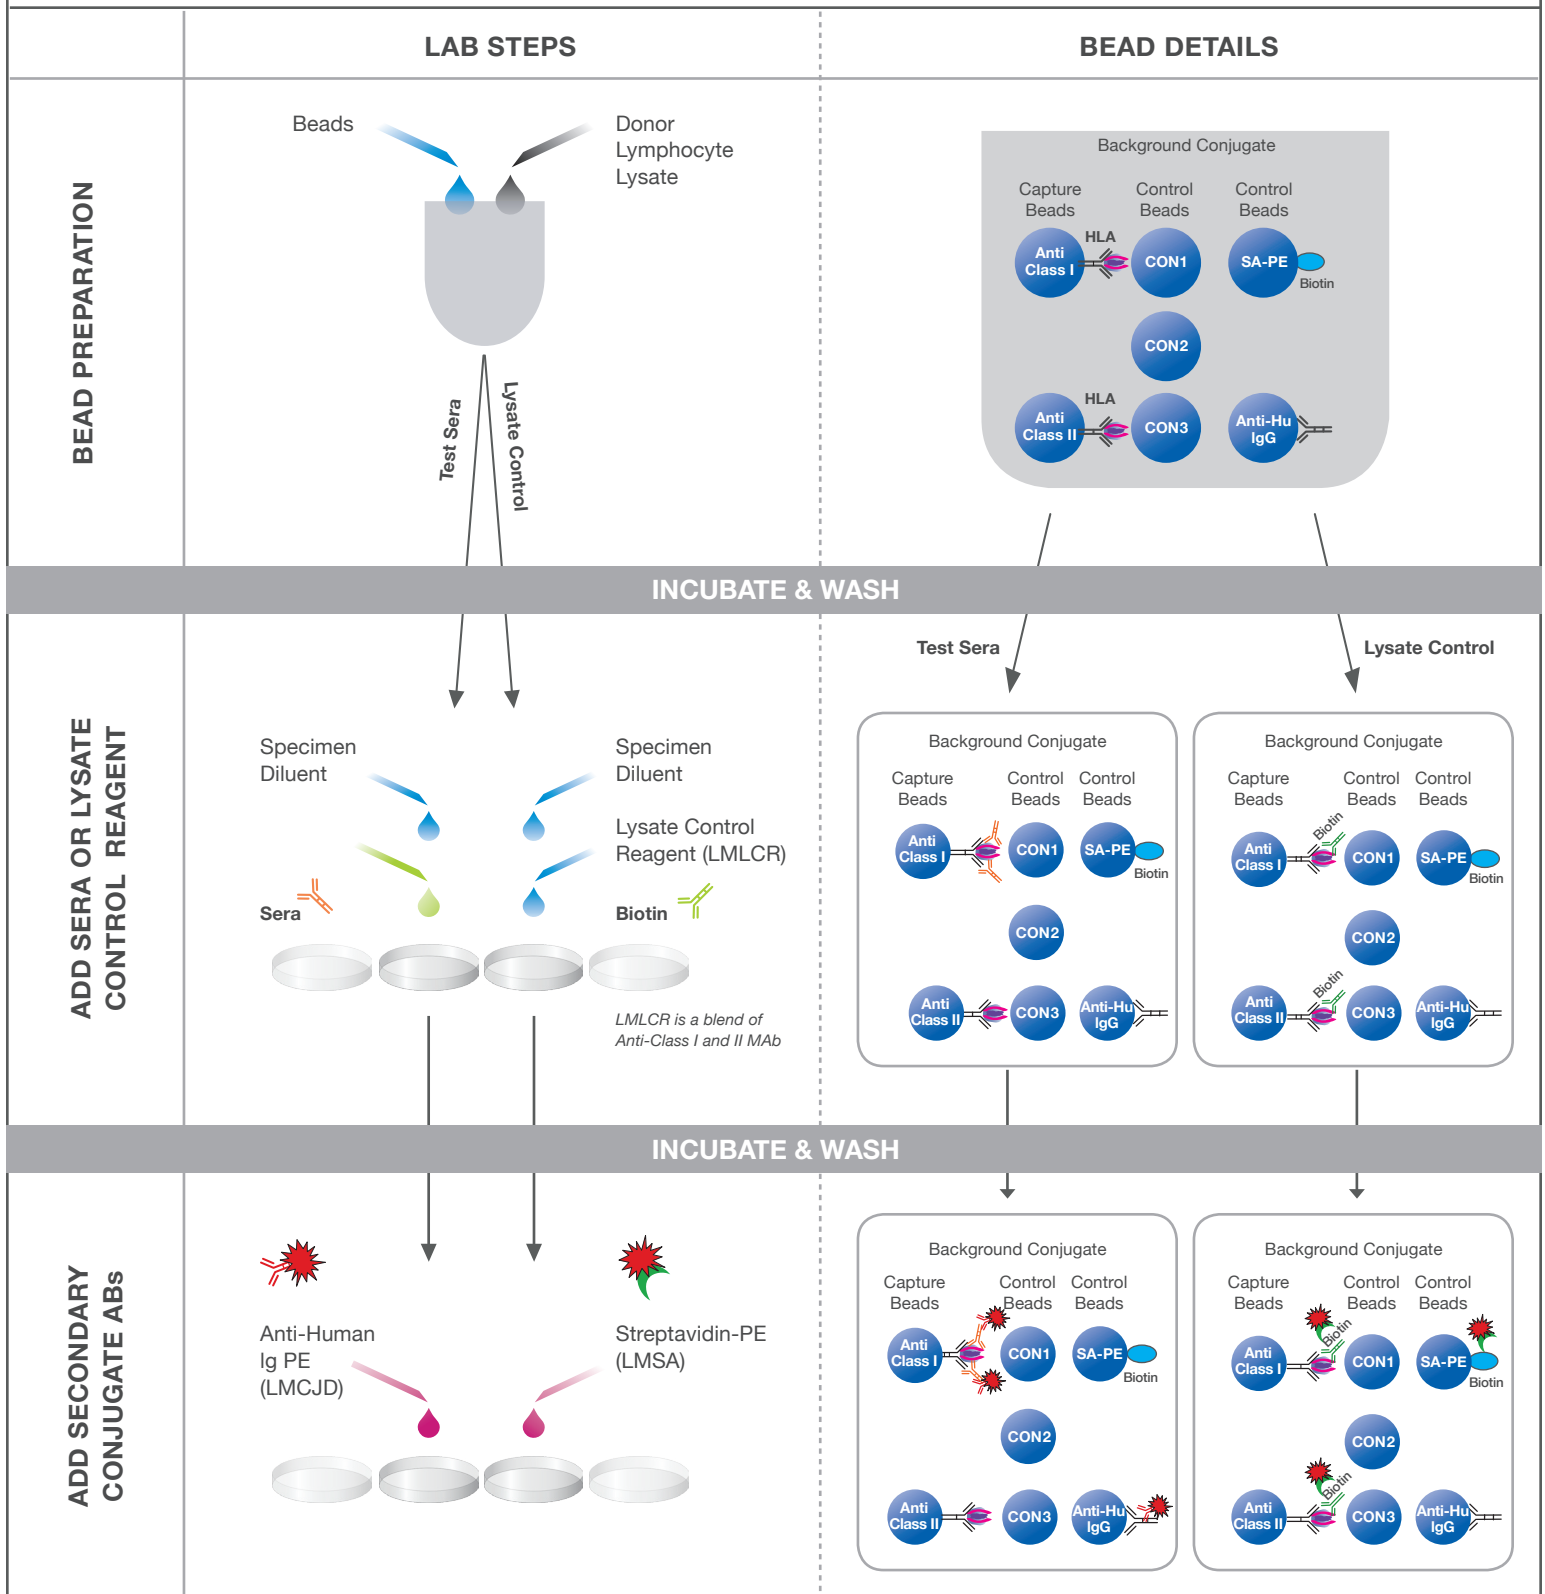 LAB STEPS
BEAD DETAILS
BEAD PREPARATION
Beads
Donor
Lymphocyte
Lysate
Test Sera
Lysate Control
Background Conjugate
Capture
Beads
Control
Beads
Control
Beads
HLA
Anti
Class I
CON1
SA-PE
Biotin
CON2
HLA
Anti
Class II
CON3
Anti-Hu
IgG
INCUBATE & WASH
ADD SERA OR LYSATE
CONTROL REAGENT
Specimen
Diluent
Specimen
Diluent
Lysate Control
Reagent (LMLCR)
Sera
Biotin
LMLCR is a blend of
Anti-Class I and II MAb
Test Sera
Lysate Control
Background Conjugate
Capture
Beads
Control
Beads
Control
Beads
Anti
Class I
CON1
SA-PE
Biotin
CON2
Anti
Class II
CON3
Anti-Hu
IgG
Background Conjugate
Capture
Beads
Control
Beads
Control
Beads
Biotin
Anti
Class I
CON1
SA-PE
Biotin
CON2
Biotin
Anti
Class II
CON3
Anti-Hu
IgG
INCUBATE & WASH
ADD SECONDARY
CONJUGATE ABs
Anti-Human
Ig PE
(LMCJD)
Streptavidin-PE
(LMSA)
Background Conjugate
Capture
Beads
Control
Beads
Control
Beads
Anti
Class I
CON1
SA-PE
Biotin
CON2
Anti
Class II
CON3
Anti-Hu
IgG
Background Conjugate
Capture
Beads
Control
Beads
Control
Beads
Biotin
Anti
Class I
CON1
SA-PE
Biotin
CON2
Biotin
Anti
Class II
CON3
Anti-Hu
IgG